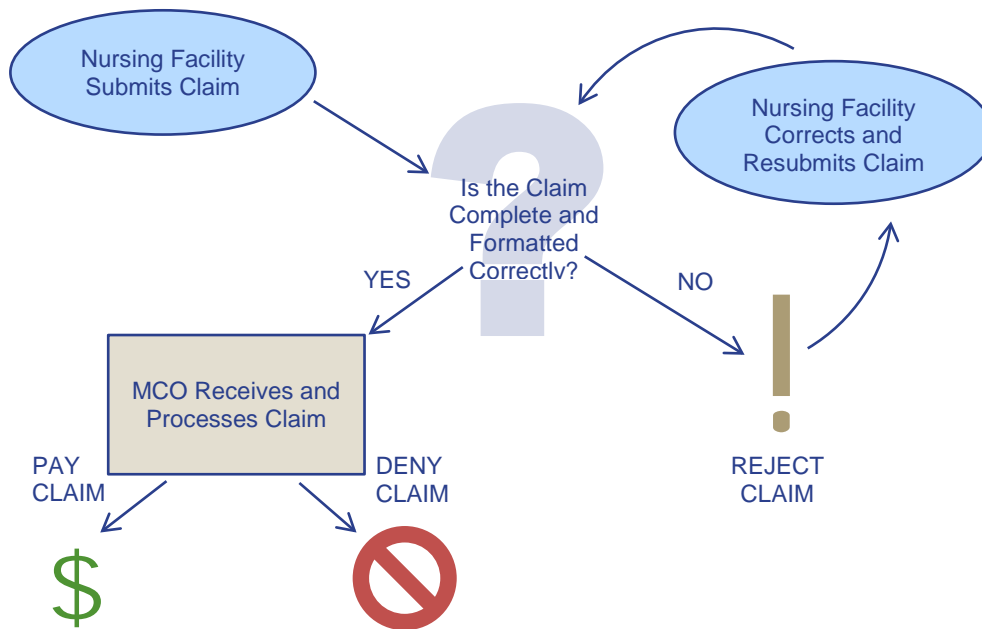 Nursing Facility
Submits Claim
Nursing Facility
Corrects and
Resubmits Claim
?
Is the Claim
Complete and
Formatted
Correctly?
YES
NO
!
MCO Receives and
Processes Claim
PAY
CLAIM
DENY
CLAIM
REJECT
CLAIM
$